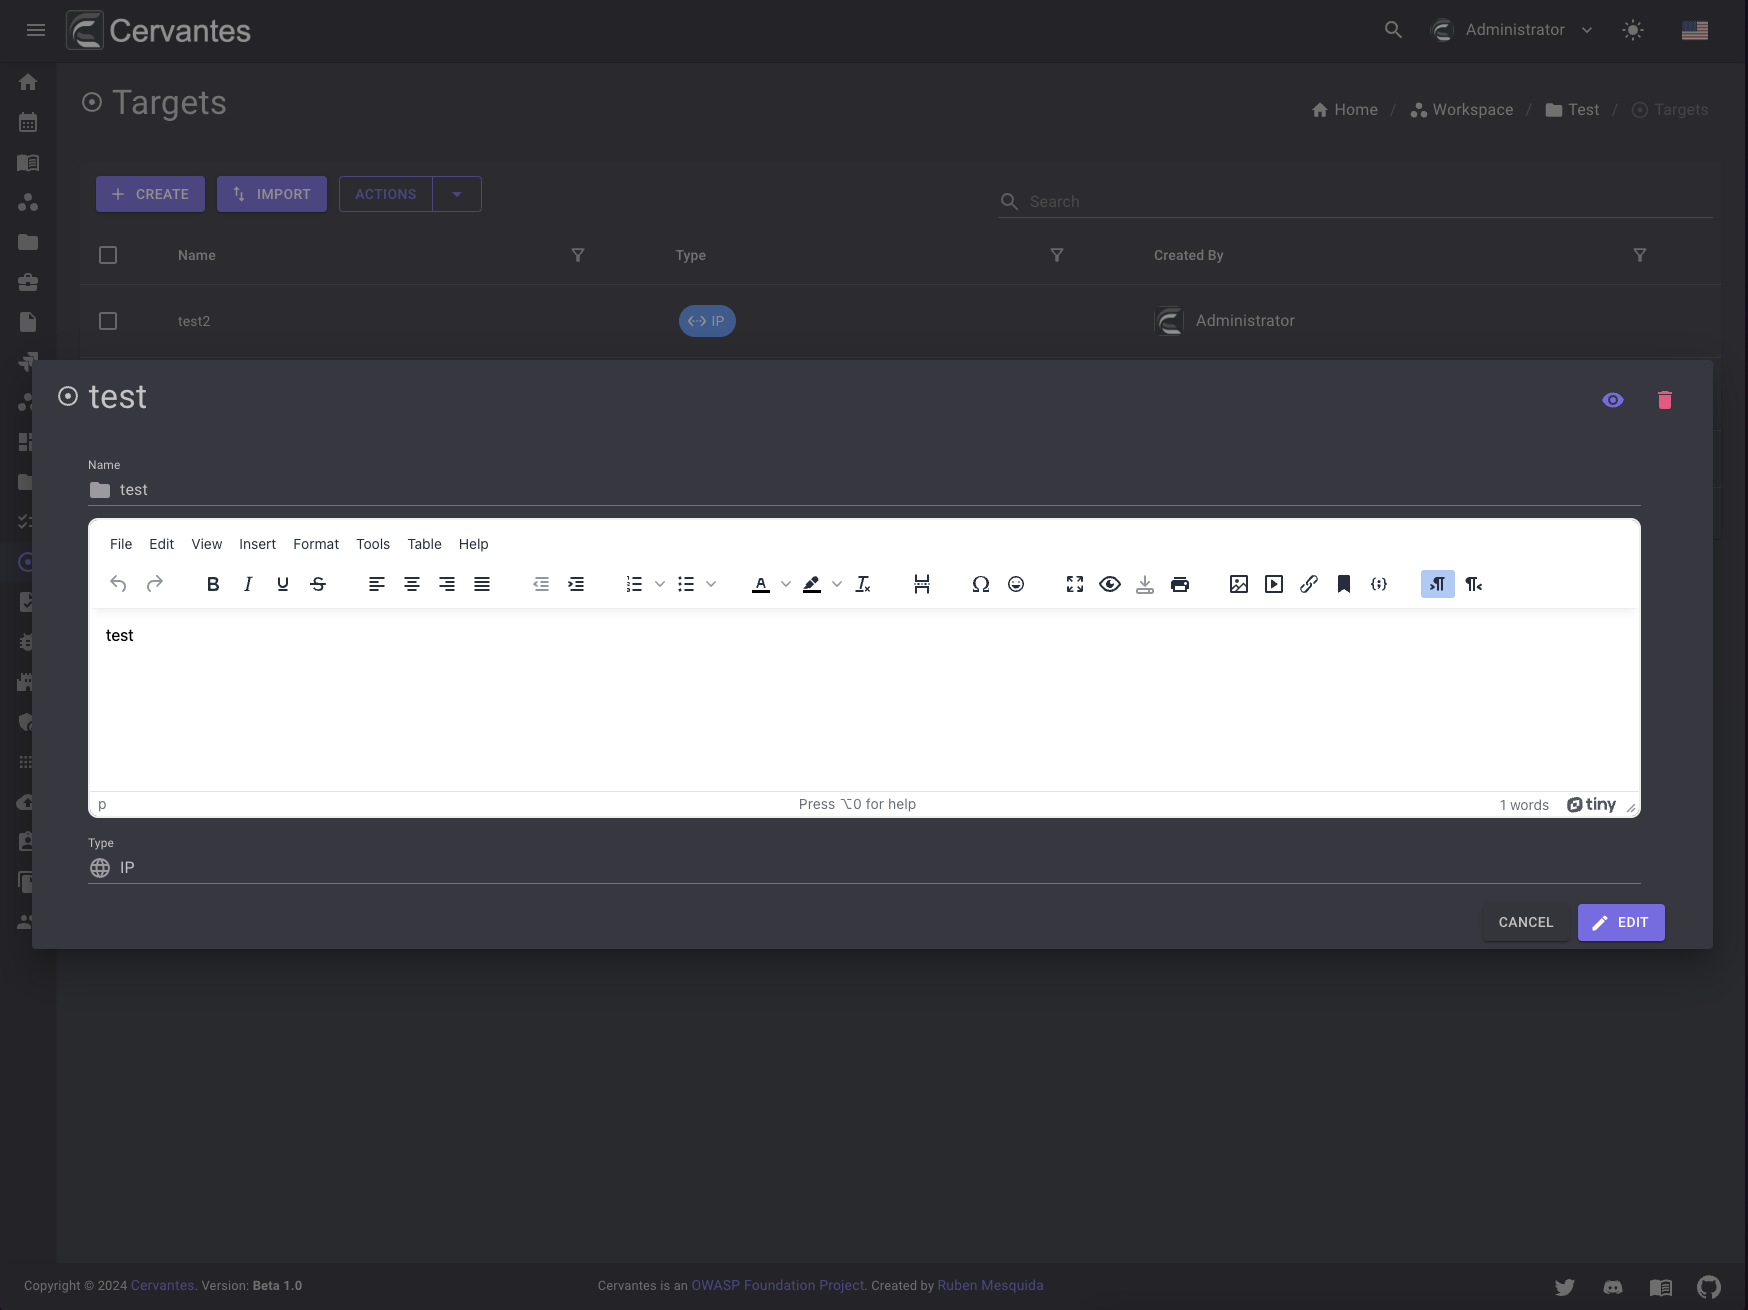 Cervantes
Administrator
Targets
Home / Workspace / Test / Targets
CREATE
IMPORT
ACTIONS
Search
Name
Type
Created By
test2
IP
Administrator
test
Name
test
File Edit View Insert Format Tools Table Help
test
p
Press ⌥0 for help
1 words
tiny
Type
IP
CANCEL
EDIT
Copyright © 2024 Cervantes. Version: Beta 1.0
Cervantes is an OWASP Foundation Project. Created by Ruben Mesquida